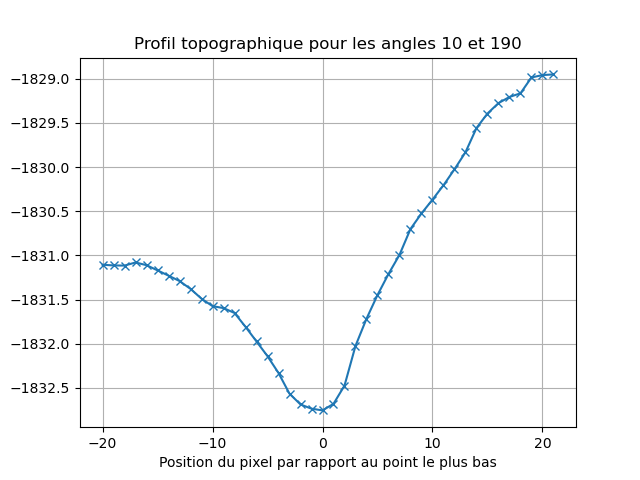 Profil topographique pour les angles 10 et 190
−1829.0
−1829.5
−1830.0
−1830.5
−1831.0
−1831.5
−1832.0
−1832.5
−20 −10 0 10 20
Position du pixel par rapport au point le plus bas